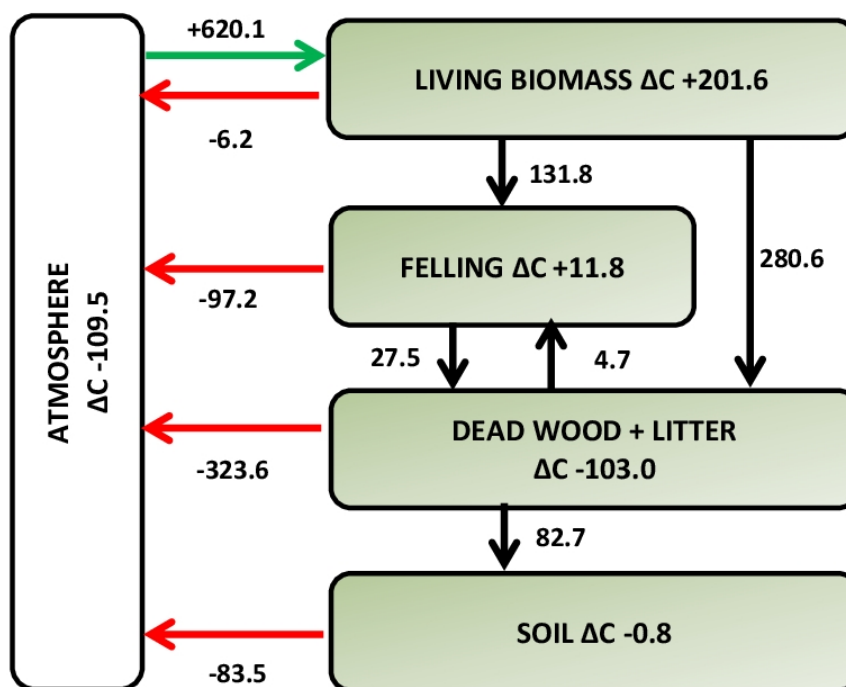 +620.1
LIVING BIOMASS ΔC +201.6
-6.2
131.8
FELLING ΔC +11.8
280.6
-97.2
27.5
4.7
ATMOSPHERE
ΔC -109.5
DEAD WOOD + LITTER
ΔC -103.0
-323.6
82.7
SOIL ΔC -0.8
-83.5